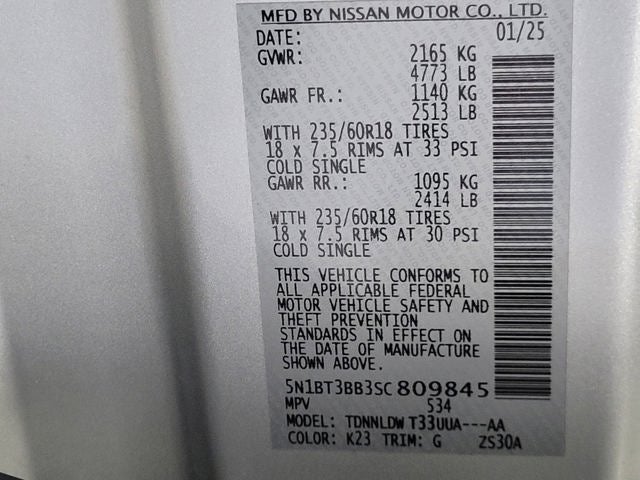 MFD BY NISSAN MOTOR CO., LTD.
DATE: 01/25
GVWR: 2165 KG
4773 LB
GAWR FR.: 1140 KG
2513 LB
WITH 235/60R18 TIRES
18 x 7.5 RIMS AT 33 PSI
COLD SINGLE
GAWR RR.: 1095 KG
2414 LB
WITH 235/60R18 TIRES
18 x 7.5 RIMS AT 30 PSI
COLD SINGLE
THIS VEHICLE CONFORMS TO
ALL APPLICABLE FEDERAL
MOTOR VEHICLE SAFETY AND
THEFT PREVENTION
STANDARDS IN EFFECT ON
THE DATE OF MANUFACTURE
SHOWN ABOVE.
5N1BT3BB3SC809845
MPV 534
MODEL: TDNNLDW T33UUA---AA
COLOR: K23 TRIM: G ZS30A